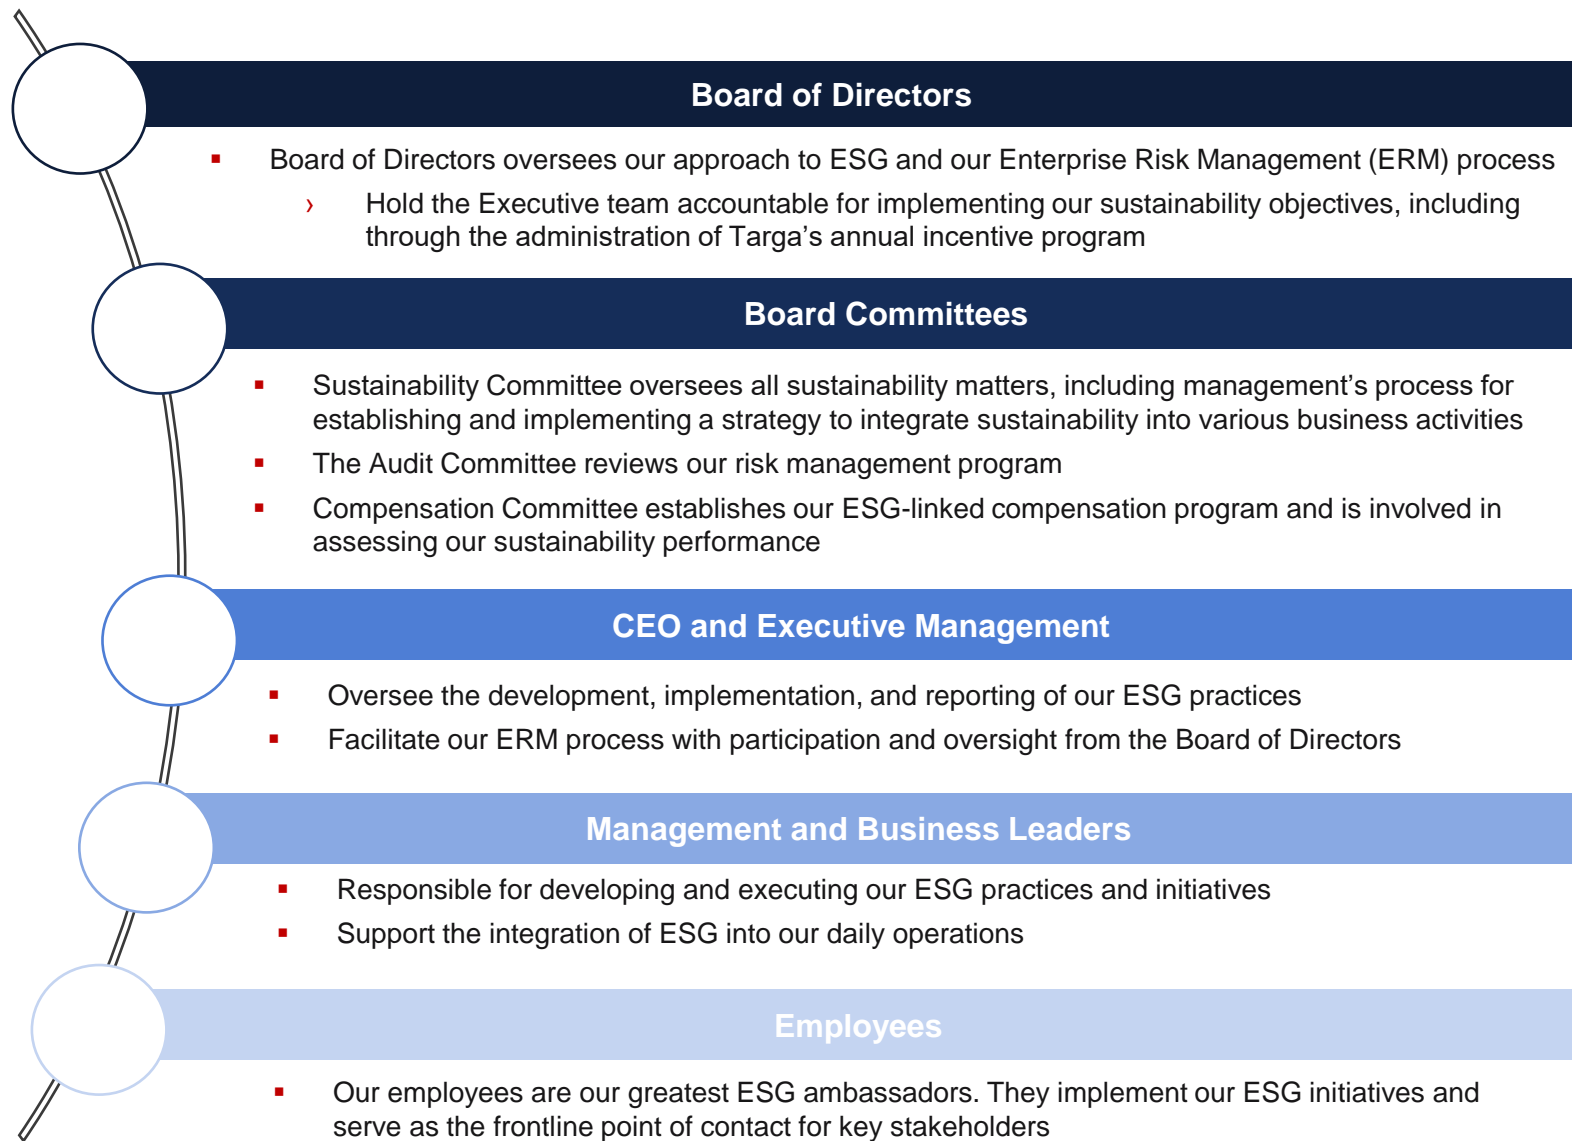 Board of Directors
▪ Board of Directors oversees our approach to ESG and our Enterprise Risk Management (ERM) process
› Hold the Executive team accountable for implementing our sustainability objectives, including
through the administration of Targa’s annual incentive program
Board Committees
▪ Sustainability Committee oversees all sustainability matters, including management’s process for
establishing and implementing a strategy to integrate sustainability into various business activities
▪ The Audit Committee reviews our risk management program
▪ Compensation Committee establishes our ESG-linked compensation program and is involved in
assessing our sustainability performance
CEO and Executive Management
▪ Oversee the development, implementation, and reporting of our ESG practices
▪ Facilitate our ERM process with participation and oversight from the Board of Directors
Management and Business Leaders
▪ Responsible for developing and executing our ESG practices and initiatives
▪ Support the integration of ESG into our daily operations
Employees
▪ Our employees are our greatest ESG ambassadors. They implement our ESG initiatives and
serve as the frontline point of contact for key stakeholders